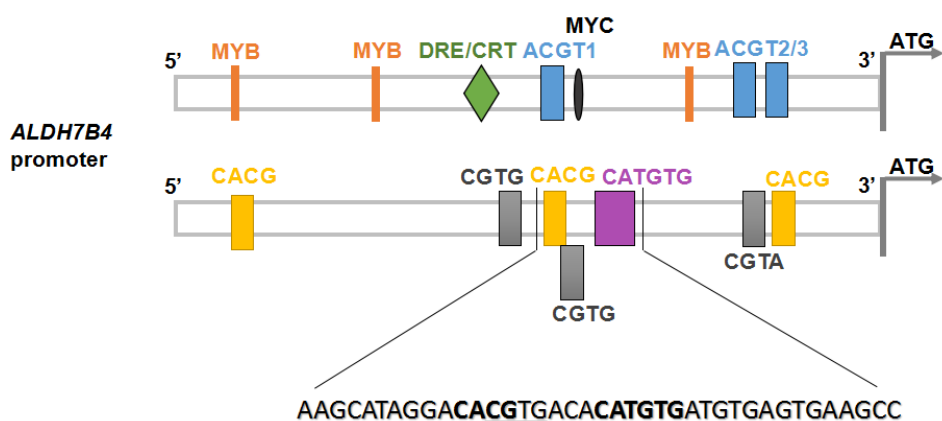 MYC
MYB MYB DRE/CRT ACGT1 MYB ACGT2/3 ATG
5’ 3’
ALDH7B4
promoter
CACG CGTG CACG CATGTG CACG ATG
5’ 3’
CGTA
CGTG
AAGCATAGGACACGTGACACATGTGATGTGAGTGAAGCC